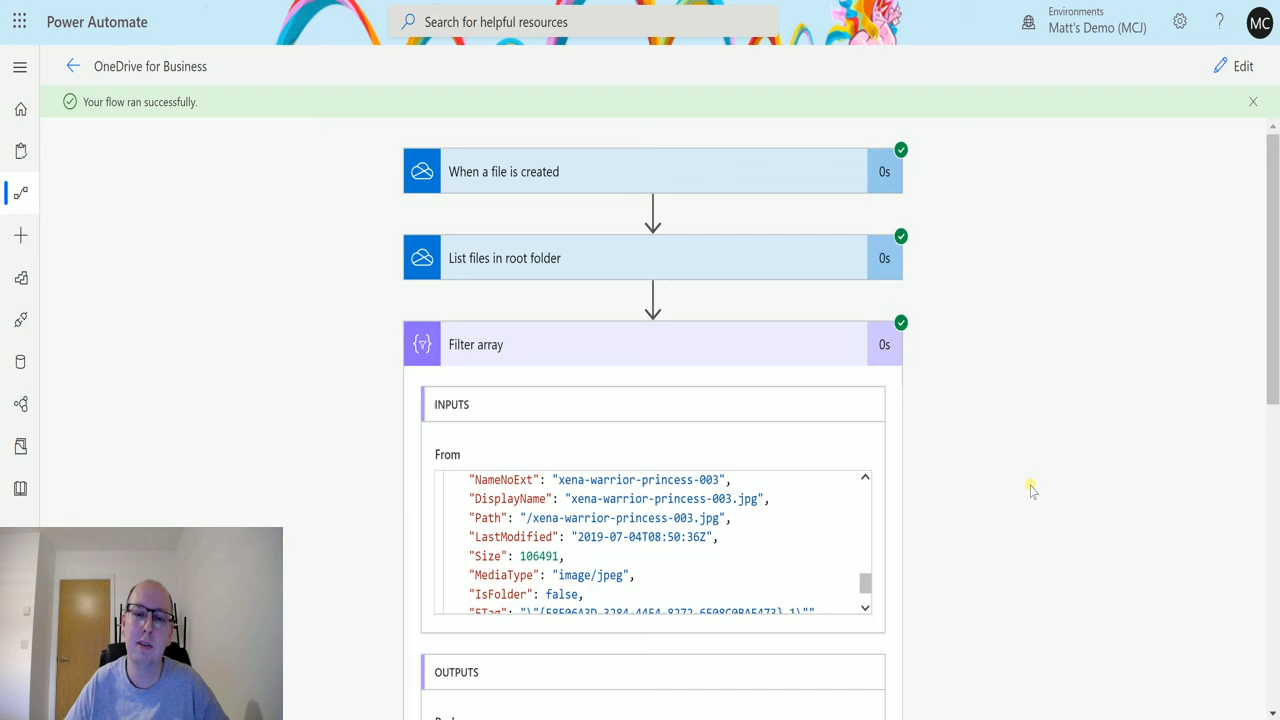 Power Automate
Search for helpful resources
Environments
Matt's Demo (MCJ)
?
MC
OneDrive for Business
Edit
Your flow ran successfully.
When a file is created
0s
List files in root folder
0s
Filter array
0s
INPUTS
From
"NameNoExt": "xena-warrior-princess-003",
"DisplayName": "xena-warrior-princess-003.jpg",
"Path": "/xena-warrior-princess-003.jpg",
"LastModified": "2019-07-04T08:50:36Z",
"Size": 106491,
"MediaType": "image/jpeg",
"IsFolder": false,
OUTPUTS